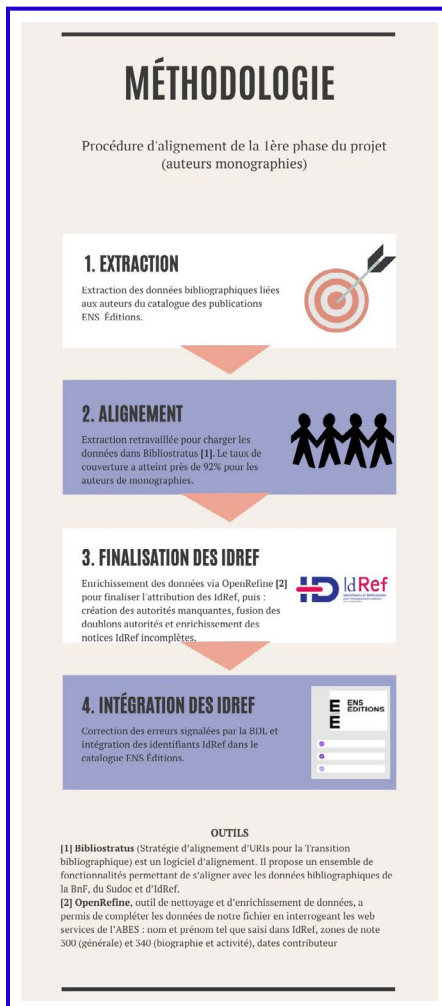 MÉTHODOLOGIE
Procédure d'alignement de la 1ère phase du projet
(auteurs monographies)
1. EXTRACTION
Extraction des données bibliographiques liées
aux auteurs du catalogue des publications
ENS Éditions.
2. ALIGNEMENT
Extraction retravaillée pour charger les
données dans Bibliostratus [1]. Le taux de
couverture a atteint près de 92% pour les
auteurs de monographies.
3. FINALISATION DES IDREF
Enrichissement des données via OpenRefine [2]
pour finaliser l'attribution des IdRef, puis :
création des autorités manquantes, fusion des
doublons autorités et enrichissement des
notices IdRef incomplètes.
IdRef
4. INTÉGRATION DES IDREF
Correction des erreurs signalées par la BDL et
intégration des identifiants IdRef dans le
catalogue ENS Éditions.
E ENS
ÉDITIONS
E
OUTILS
[1] Bibliostratus (Stratégie d'alignement d'URIs pour la Transition
bibliographique) est un logiciel d'alignement. Il propose un ensemble de
fonctionnalités permettant de s'aligner avec les données bibliographiques de
la BnF, du Sudoc et d'IdRef.
[2] OpenRefine, outil de nettoyage et d'enrichissement de données, a
permis de compléter les données de notre fichier en interrogeant les web
services de l'ABES : nom et prénom tel que saisi dans IdRef, zones de note
300 (générale) et 340 (biographie et activité), dates contributeur